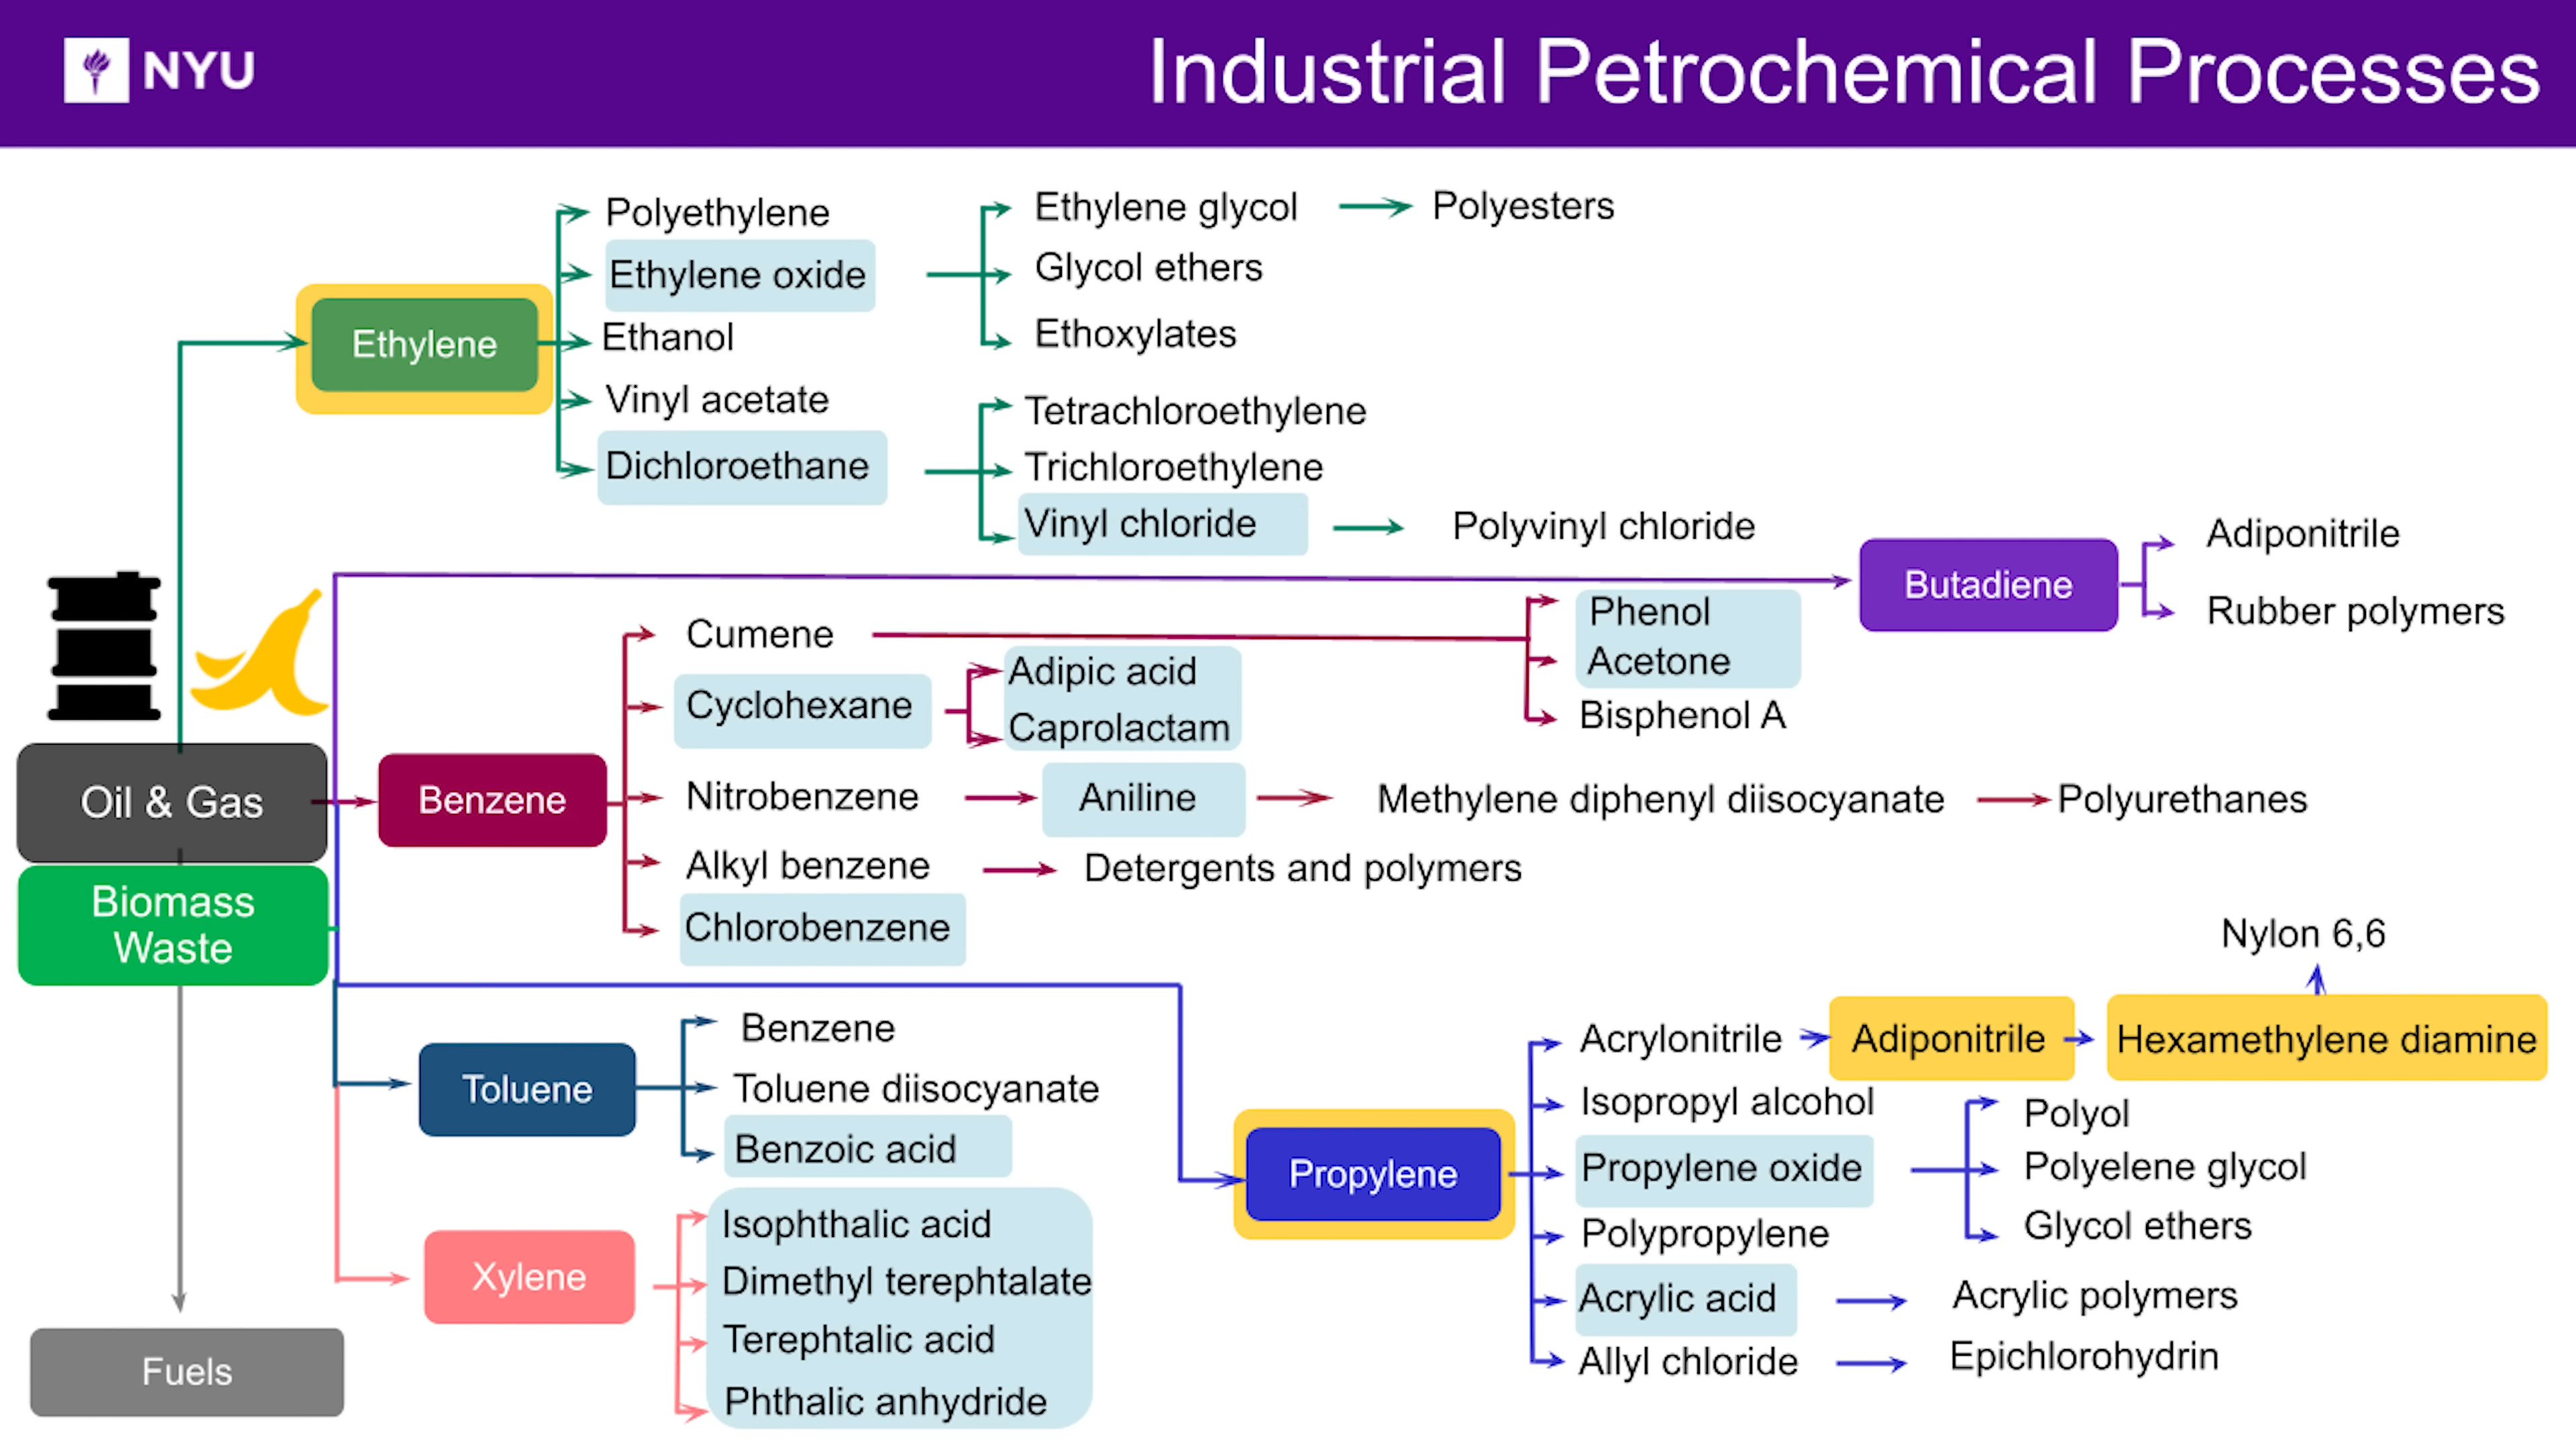 NYU
Industrial Petrochemical Processes
Polyethylene
Ethylene oxide
Ethanol
Vinyl acetate
Dichloroethane
Ethylene
Ethylene glycol
Polyesters
Glycol ethers
Ethoxylates
Tetrachloroethylene
Trichloroethylene
Vinyl chloride
Polyvinyl chloride
Butadiene
Adiponitrile
Rubber polymers
Oil & Gas
Biomass
Waste
Fuels
Benzene
Cumene
Phenol
Acetone
Bisphenol A
Cyclohexane
Adipic acid
Caprolactam
Nitrobenzene
Aniline
Methylene diphenyl diisocyanate
Polyurethanes
Alkyl benzene
Detergents and polymers
Chlorobenzene
Toluene
Benzene
Toluene diisocyanate
Benzoic acid
Xylene
Isophthalic acid
Dimethyl terephtalate
Terephtalic acid
Phthalic anhydride
Propylene
Acrylonitrile
Adiponitrile
Hexamethylene diamine
Nylon 6,6
Isopropyl alcohol
Propylene oxide
Polyol
Polyelene glycol
Glycol ethers
Polypropylene
Acrylic acid
Acrylic polymers
Allyl chloride
Epichlorohydrin